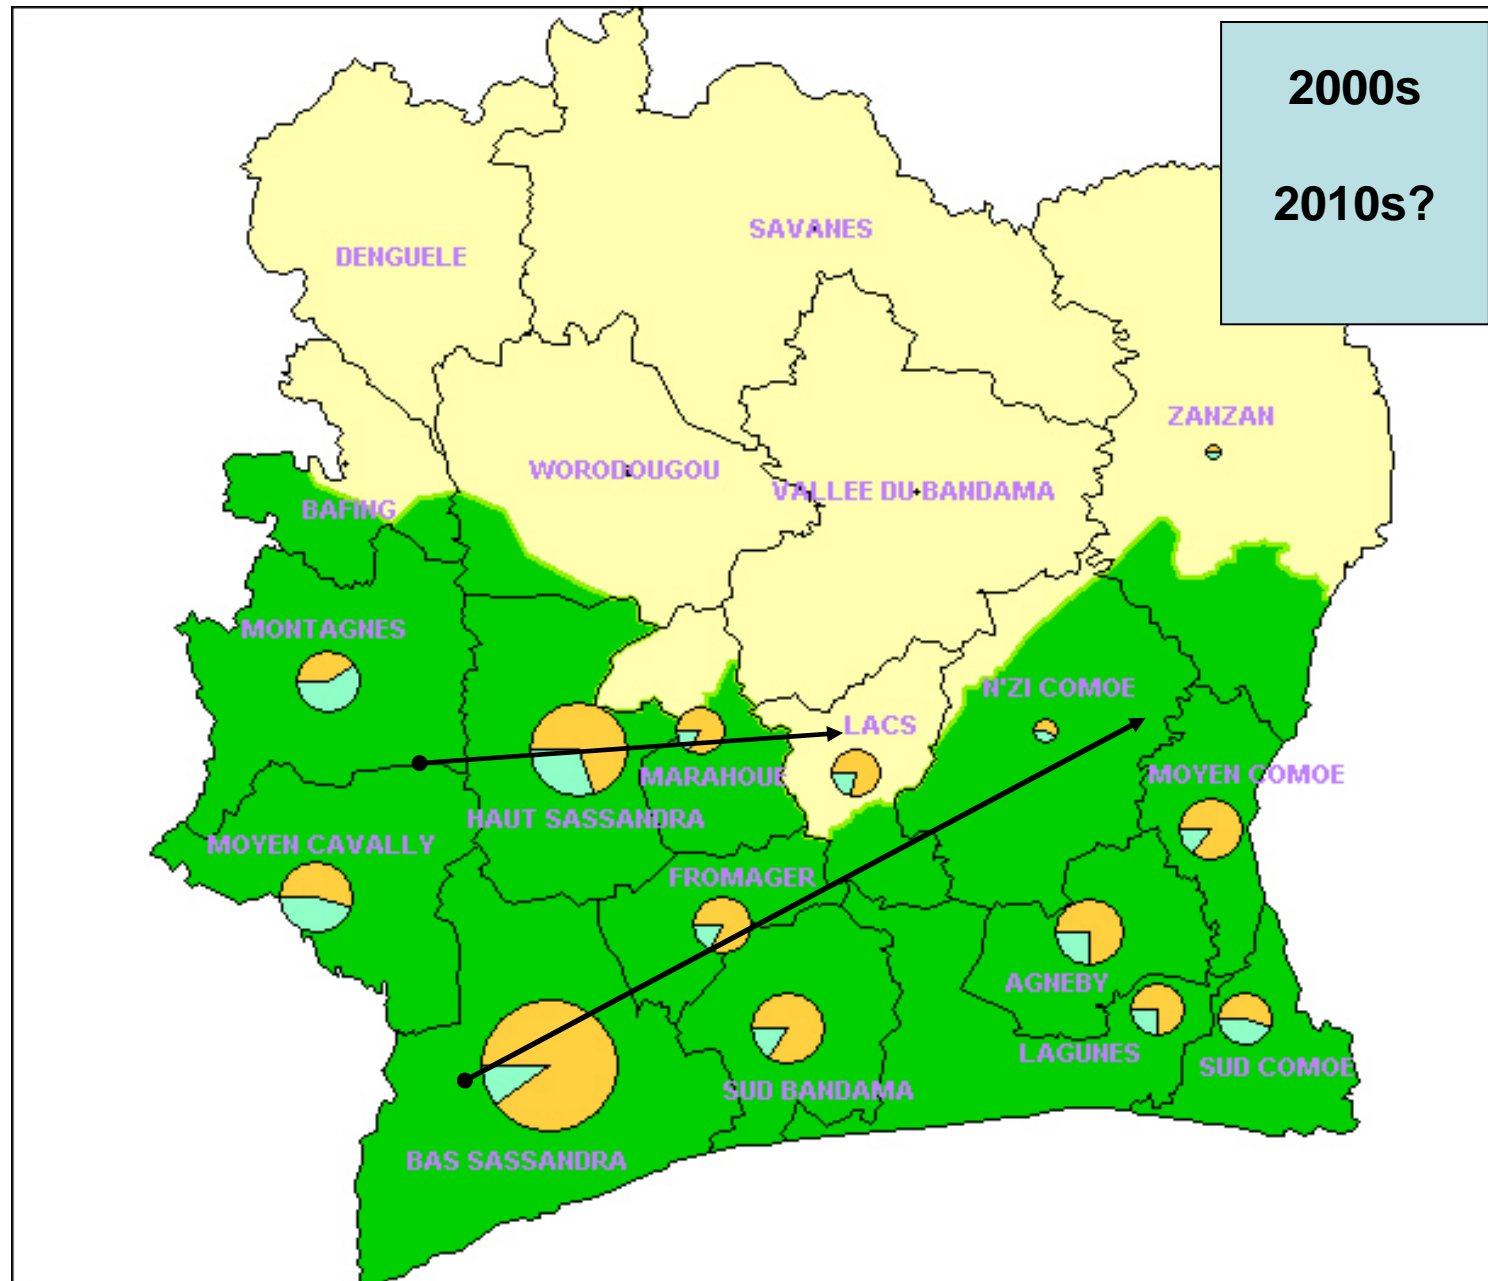 2000s
2010s?
SAVANES
DENGUELE
ZANZAN
WORODOUGOU
VALLEE DU BANDAMA
BAFING
MONTAGNES
N'ZI COMOE
LACS
MARAHOUE
MOYEN COMOE
HAUT SASSANDRA
MOYEN CAVALLY
FROMAGER
AGNEBY
LAGUNES
SUD COMOE
SUD BANDAMA
BAS SASSANDRA